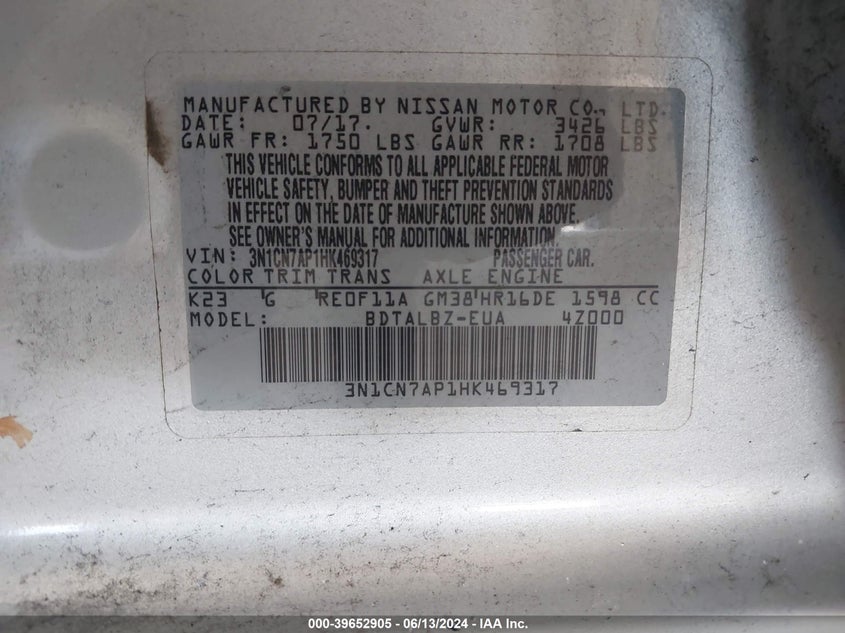 MANUFACTURED BY NISSAN MOTOR CO., LTD.
DATE: 07/17. GVWR: 3426 LBS
GAWR FR: 1750 LBS GAWR RR: 1708 LBS
THIS VEHICLE CONFORMS TO ALL APPLICABLE FEDERAL MOTOR
VEHICLE SAFETY, BUMPER AND THEFT PREVENTION STANDARDS
IN EFFECT ON THE DATE OF MANUFACTURE SHOWN ABOVE.
SEE OWNER'S MANUAL FOR ADDITIONAL INFORMATION.
VIN: 3N1CN7AP1HK469317 PASSENGER CAR.
COLOR TRIM TRANS AXLE ENGINE
K23 G RE0F11A GM38 HR16DE 1598 CC
MODEL: BDTALBZ-EUA 4Z000
3N1CN7AP1HK469317
000-39652905 - 06/13/2024 - IAAI.com.